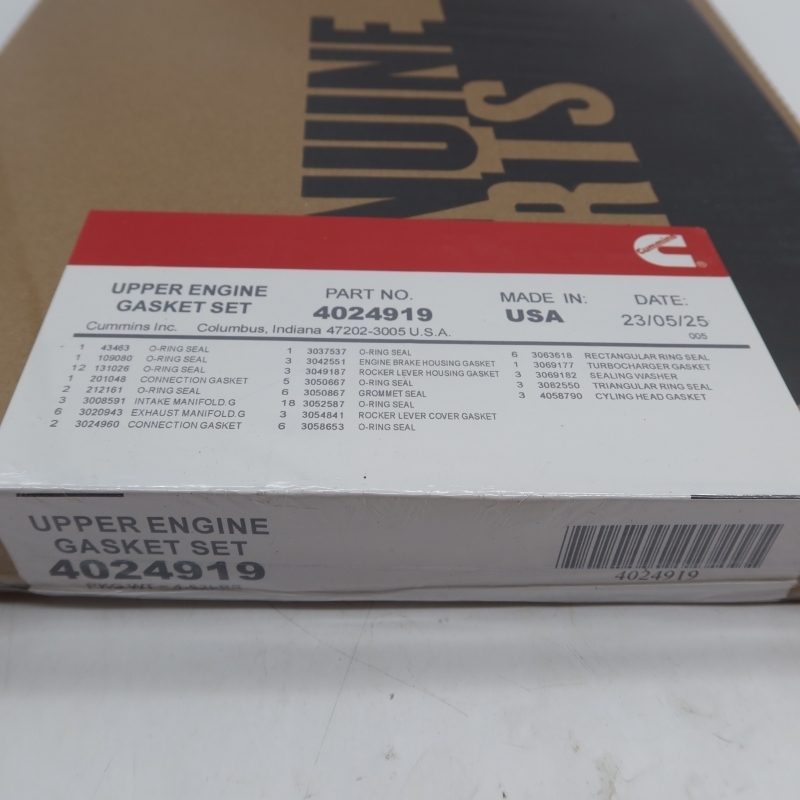 NUINE
RTS
Cummins
®
UPPER ENGINE
GASKET SET
PART NO.
4024919
MADE IN:
USA
DATE:
23/05/25
005
Cummins Inc. Columbus, Indiana 47202-3005 U.S.A.
1 43463 O-RING SEAL
1 109080 O-RING SEAL
12 131026 O-RING SEAL
1 201048 CONNECTION GASKET
2 212161 O-RING SEAL
3 3008591 INTAKE MANIFOLD.G
6 3020943 EXHAUST MANIFOLD.G
2 3024960 CONNECTION GASKET
1 3037537 O-RING SEAL
3 3042551 ENGINE BRAKE HOUSING GASKET
3 3049187 ROCKER LEVER HOUSING GASKET
5 3050667 O-RING SEAL
6 3050867 GROMMET SEAL
18 3052587 O-RING SEAL
3 3054841 ROCKER LEVER COVER GASKET
6 3058653 O-RING SEAL
6 3063618 RECTANGULAR RING SEAL
1 3069177 TURBOCHARGER GASKET
3 3069182 SEALING WASHER
3 3082550 TRIANGULAR RING SEAL
3 4058790 CYLING HEAD GASKET
UPPER ENGINE
GASKET SET
4024919
4024919